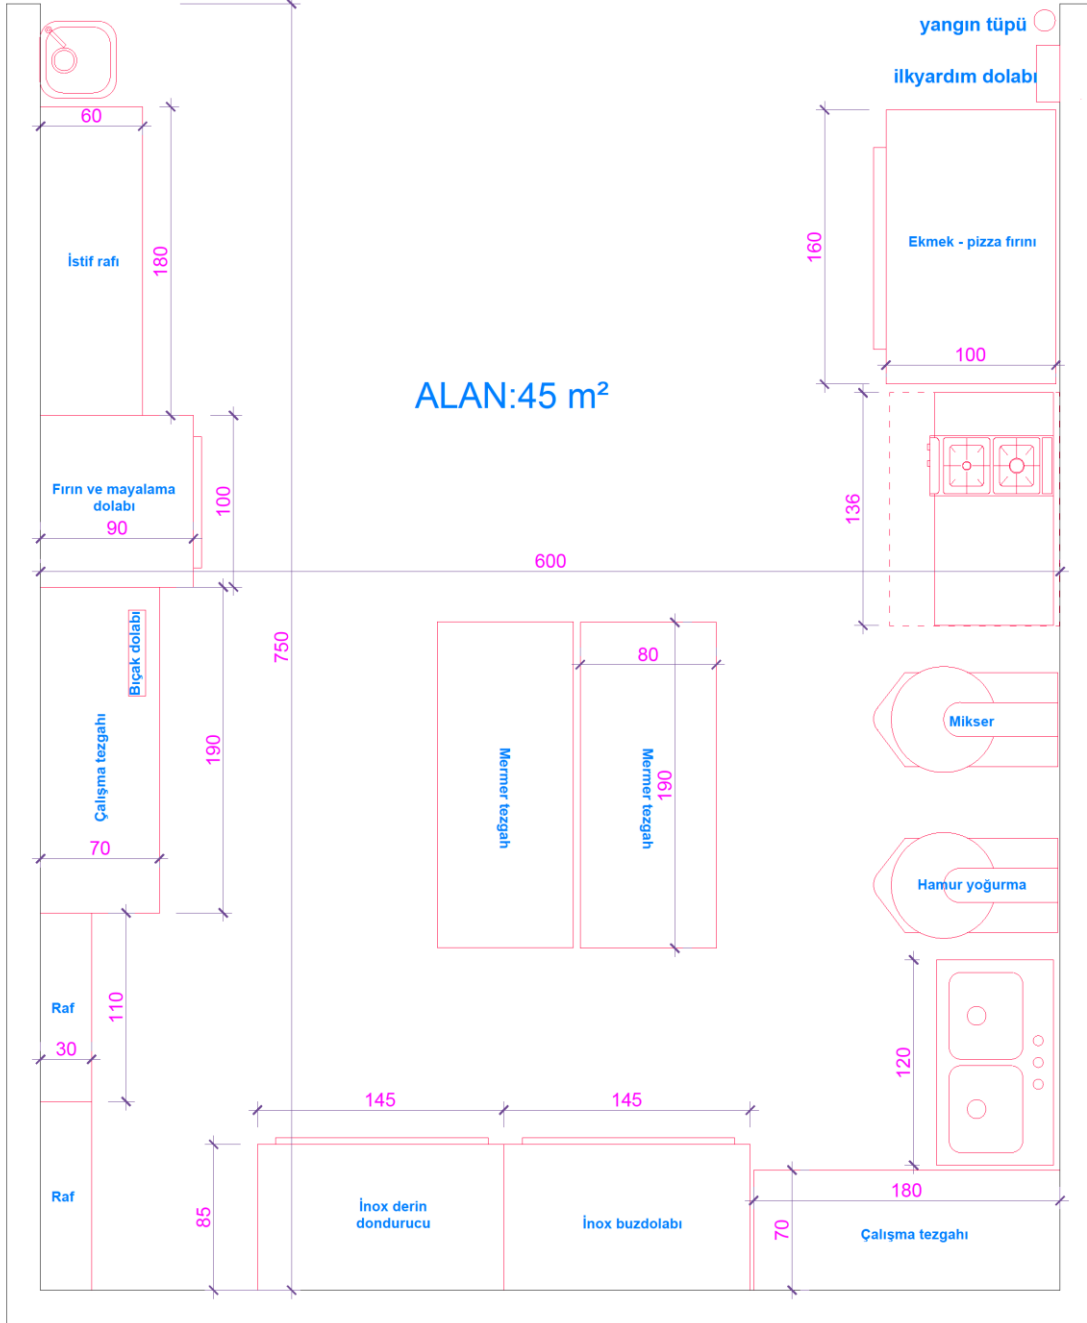 yangın tüpü
ilkyardım dolabı
60
İstif rafı
180
160
Ekmek - pizza fırını
100
ALAN:45 m²
Fırın ve mayalama
dolabı
90
100
136
600
750
Bıçak dolabı
80
Çalışma tezgahı
190
70
Mermer tezgah
Mermer tezgah
190
Mikser
Hamur yoğurma
Raf
110
30
120
145
145
Raf
85
İnox derin
dondurucu
İnox buzdolabı
180
70
Çalışma tezgahı